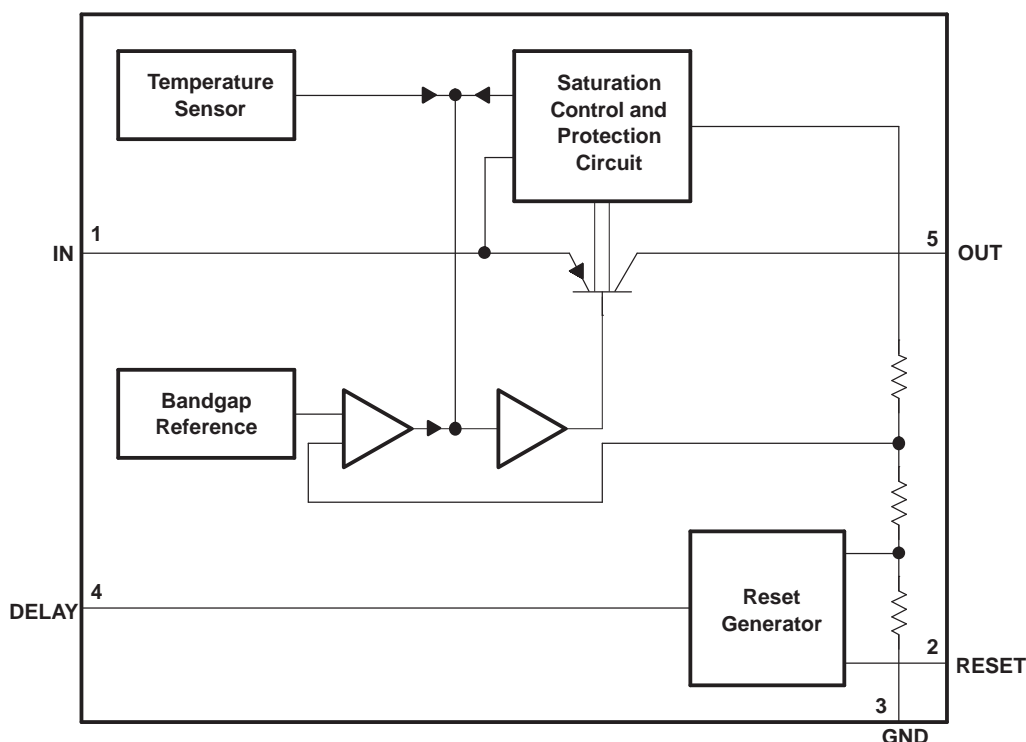 Temperature
Sensor
Saturation
Control and
Protection
Circuit
1
IN
5
OUT
Bandgap
Reference
4
DELAY
Reset
Generator
2
RESET
3
GND